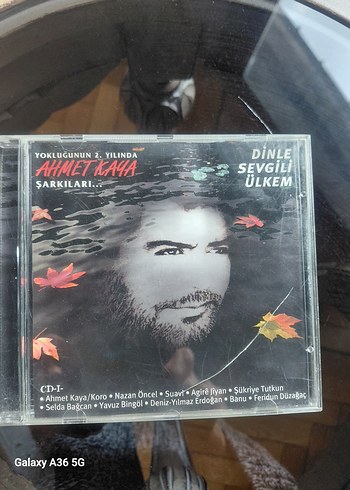 YOKLUĞUNUN 2. YILINDA
AHMET KAYA
ŞARKILARI...
DİNLE
SEVGİLİ
ÜLKEM
CD-I-
• Ahmet Kaya/Koro • Nazan Öncel • Suavi • Agirê Jiyan • Şükriye Tutkun
• Selda Bağcan • Yavuz Bingöl • Deniz-Yılmaz Erdoğan • Banu • Feridun Düzağaç
Galaxy A36 5G